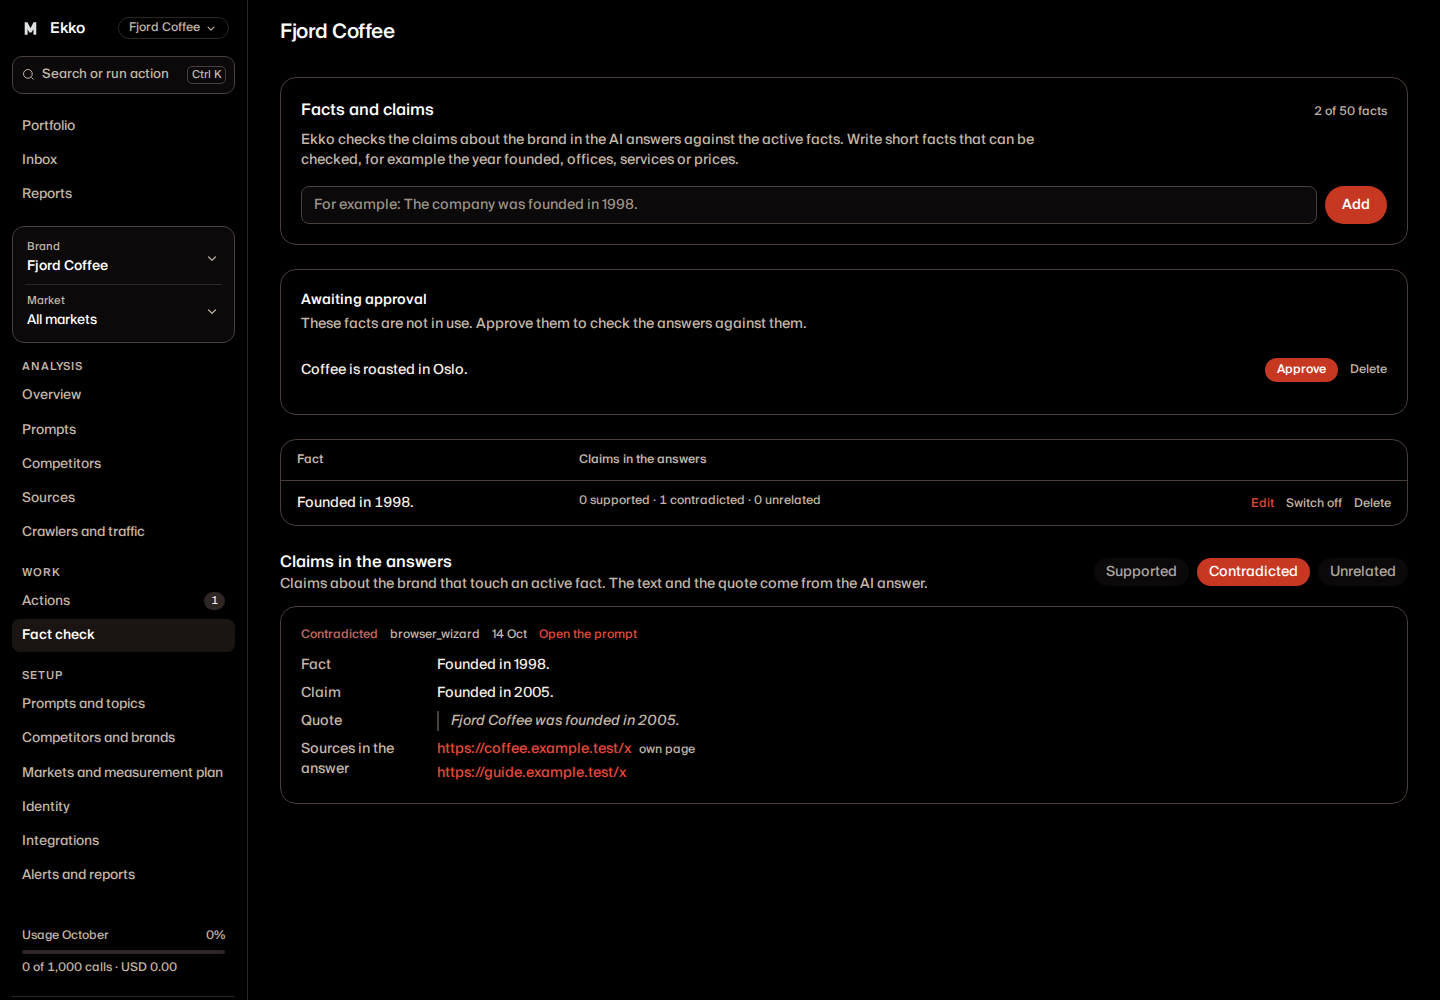 Ekko
Fjord Coffee
Search or run action
Ctrl K
Portfolio
Inbox
Reports
Brand
Fjord Coffee
Market
All markets
ANALYSIS
Overview
Prompts
Competitors
Sources
Crawlers and traffic
WORK
Actions
1
Fact check
SETUP
Prompts and topics
Competitors and brands
Markets and measurement plan
Identity
Integrations
Alerts and reports
Usage October
0%
0 of 1,000 calls · USD 0.00
Fjord Coffee
Facts and claims
2 of 50 facts
Ekko checks the claims about the brand in the AI answers against the active facts. Write short facts that can be
checked, for example the year founded, offices, services or prices.
For example: The company was founded in 1998.
Add
Awaiting approval
These facts are not in use. Approve them to check the answers against them.
Coffee is roasted in Oslo.
Approve
Delete
Fact
Claims in the answers
Founded in 1998.
0 supported · 1 contradicted · 0 unrelated
Edit
Switch off
Delete
Claims in the answers
Claims about the brand that touch an active fact. The text and the quote come from the AI answer.
Supported
Contradicted
Unrelated
Contradicted
browser_wizard
14 Oct
Open the prompt
Fact
Founded in 1998.
Claim
Founded in 2005.
Quote
Fjord Coffee was founded in 2005.
Sources in the
answer
https://coffee.example.test/x
own page
https://guide.example.test/x